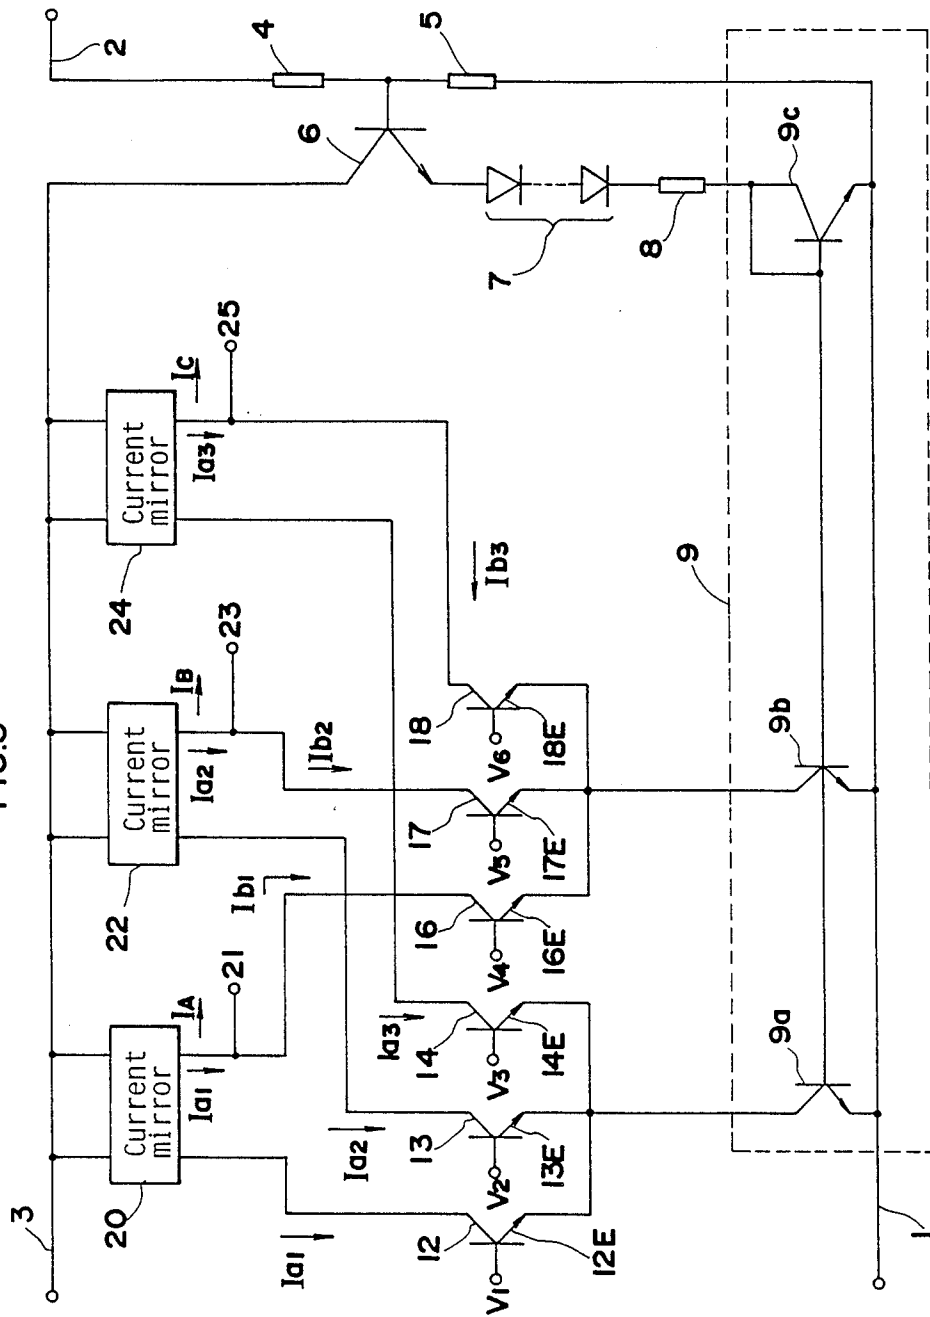 3
2
Current
mirror
20
Current
mirror
22
Current
mirror
24
Ia1
IA
21
Ia2
IB
23
Ia3
IC
25
4
5
6
7
8
Ia1
Ia2
Ia3
Ib1
Ib2
Ib3
12
13
14
16
17
18
V1
V2
V3
V4
V5
V6
12E
13E
14E
16E
17E
18E
9
9a
9b
9c
1